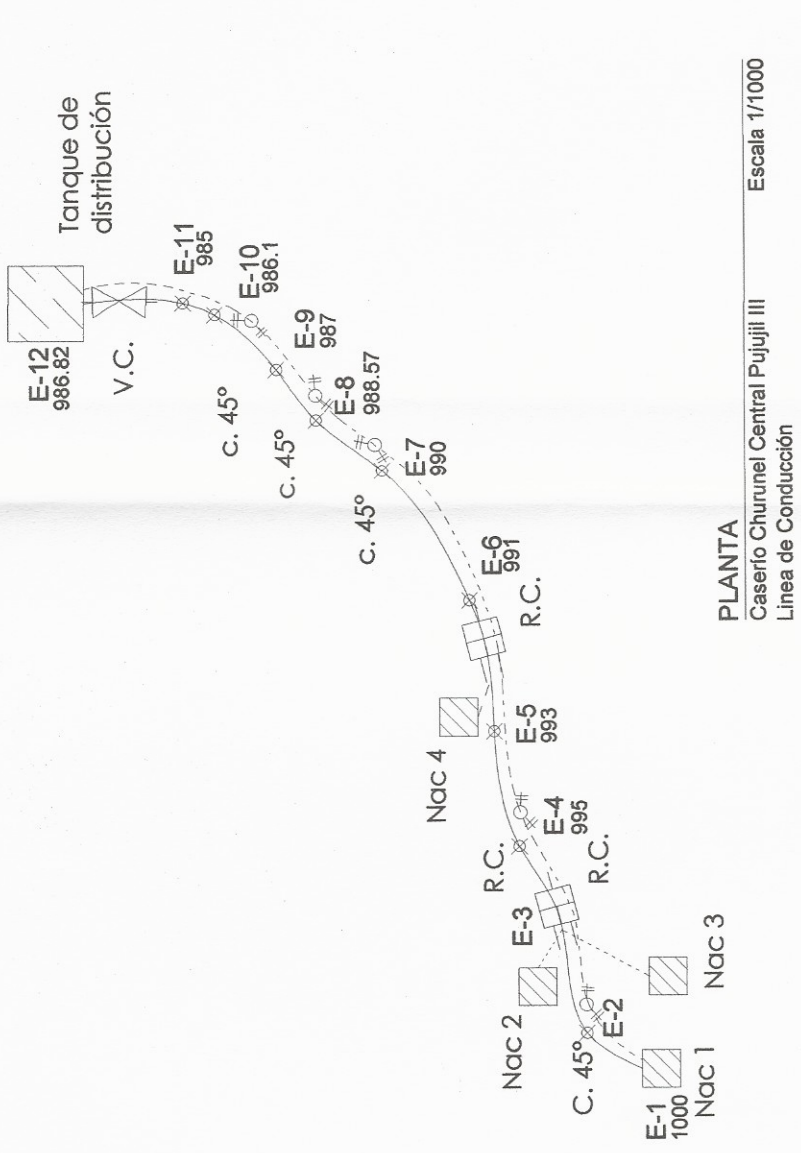 Tanque de
distribución
E-12
986.82
V.C.
E-11
985
E-10
986.1
c. 45°
E-9
987
c. 45°
E-8
988.57
c. 45°
E-7
990
E-6
991
R.C.
Nac 4
E-5
993
R.C.
E-4
995
R.C.
E-3
Nac 2
Nac 3
C. 45°
E-2
E-1
1000
Nac 1
PLANTA
Caserío Churunel Central Pujujil III Escala 1/1000
Linea de Conducción